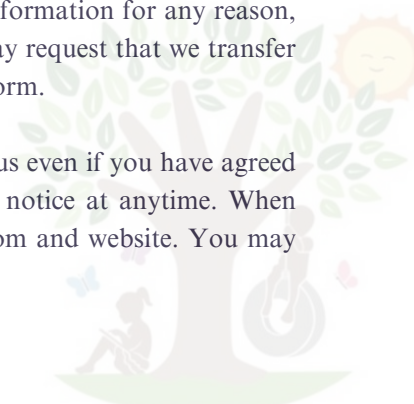 formation for any reason,
ay request that we transfer
orm.
us even if you have agreed
notice at anytime. When
om and website. You may